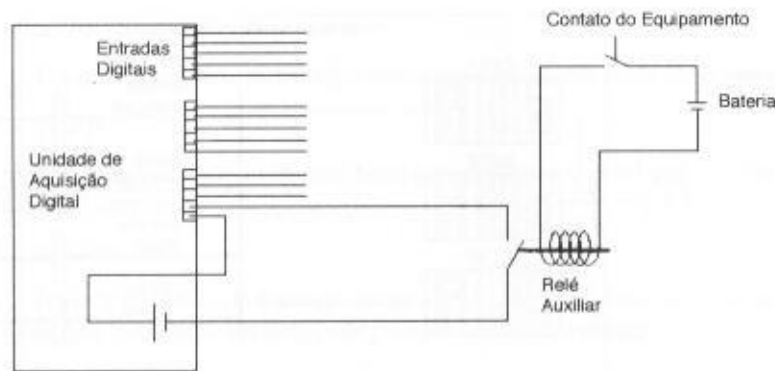 Contato do Equipamento
Entradas
Digitais
Bateria
Unidade de
Aquisição
Digital
Relé
Auxiliar